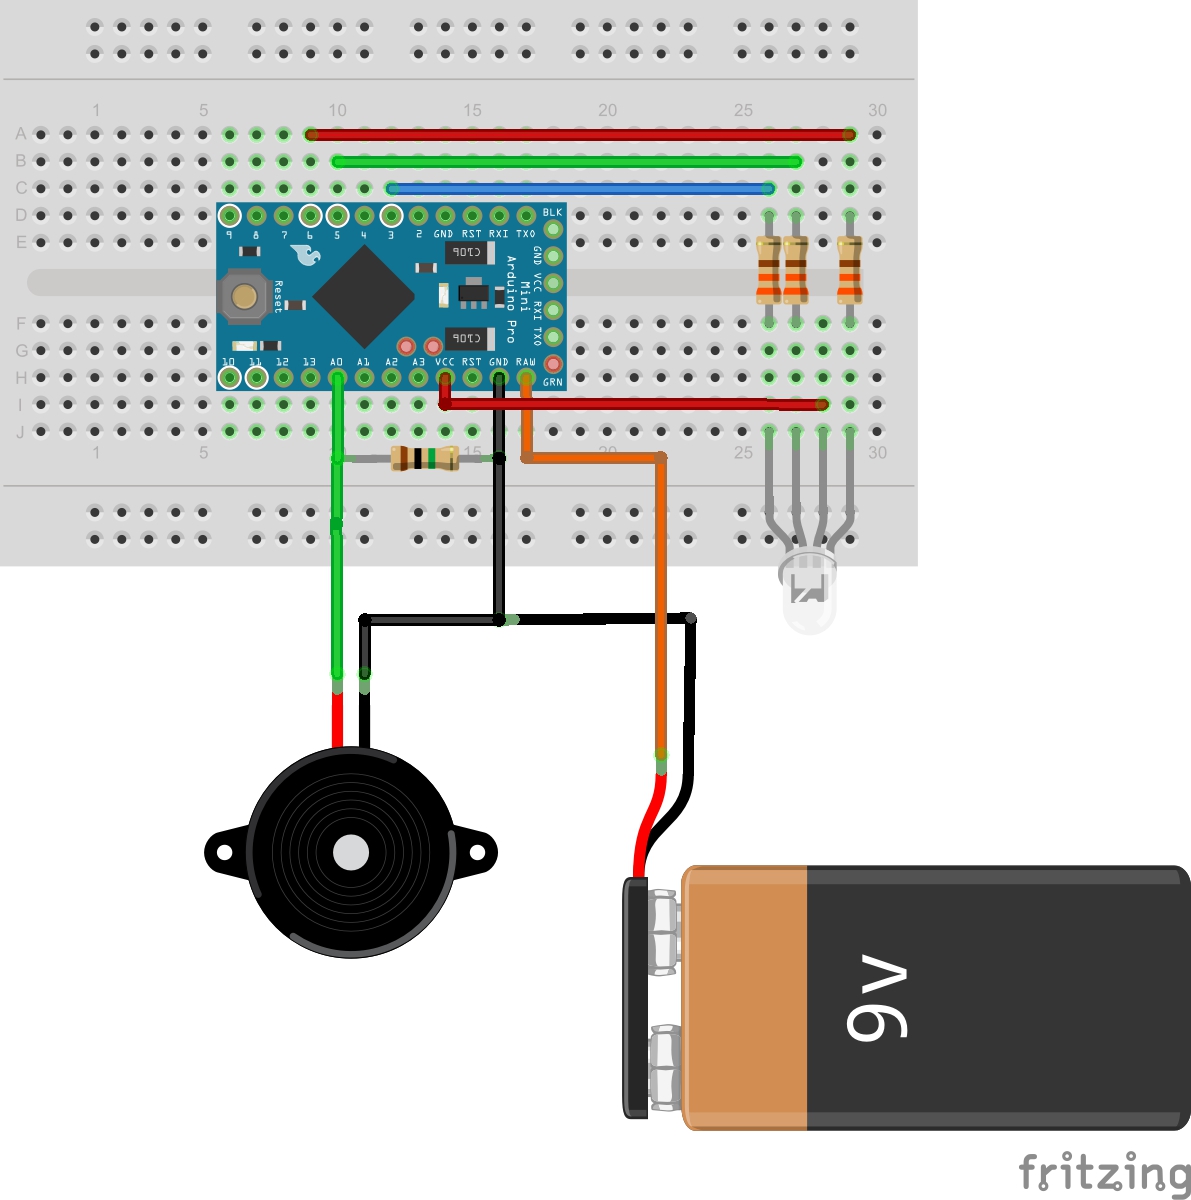 1 5 10 15 20 25 30
A
B
C
D
E
F
G
H
I
J
9 8 7 6 5 4 3 2 GND RST RXI TXO
BLK
GND VCC RXI TXO
GRN
Reset
Arduino Pro
Mini
10 11 12 13 A0 A1 A2 A3 VCC RST GND RAW
1 5 15 20 25 30
9v
fritzing